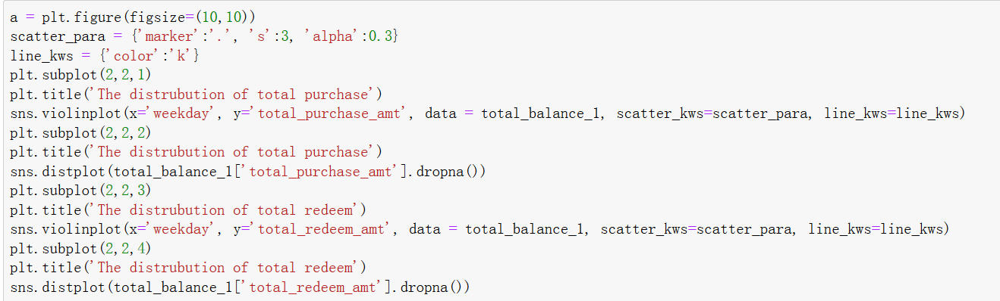 a = plt.figure(figsize=(10,10))
scatter_para = {'marker':'.', 's':3, 'alpha':0.3}
line_kws = {'color':'k'}
plt.subplot(2,2,1)
plt.title('The distrubution of total purchase')
sns.violinplot(x='weekday', y='total_purchase_amt', data = total_balance_1, scatter_kws=scatter_para, line_kws=line_kws)
plt.subplot(2,2,2)
plt.title('The distrubution of total purchase')
sns.distplot(total_balance_1['total_purchase_amt'].dropna())
plt.subplot(2,2,3)
plt.title('The distrubution of total redeem')
sns.violinplot(x='weekday', y='total_redeem_amt', data = total_balance_1, scatter_kws=scatter_para, line_kws=line_kws)
plt.subplot(2,2,4)
plt.title('The distrubution of total redeem')
sns.distplot(total_balance_1['total_redeem_amt'].dropna())